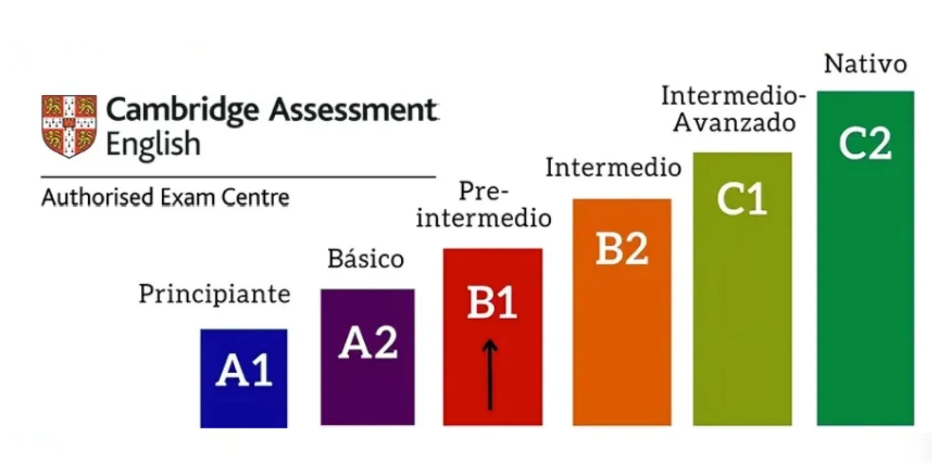 Cambridge Assessment
English
Authorised Exam Centre
Principiante
A1
Básico
A2
Pre-
intermedio
B1
Intermedio
B2
Intermedio-
Avanzado
C1
Nativo
C2